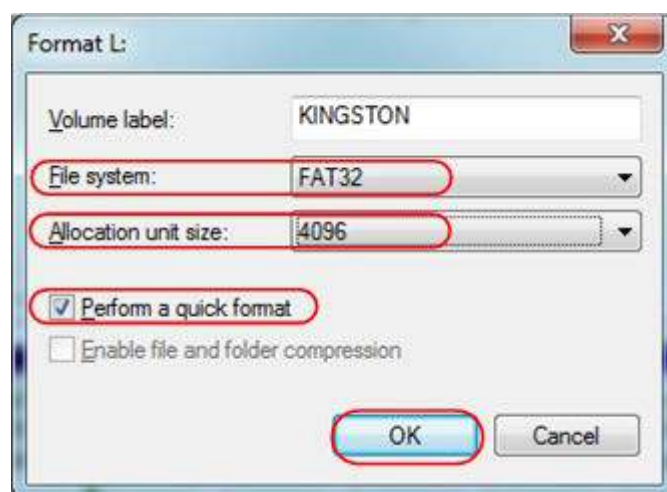 Format L:
Volume label: KINGSTON
File system: FAT32
Allocation unit size: 4096
Perform a quick format
Enable file and folder compression
OK Cancel